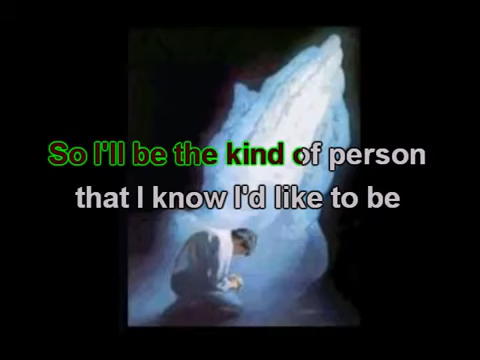 So I'll be the kind of person
that I know I'd like to be